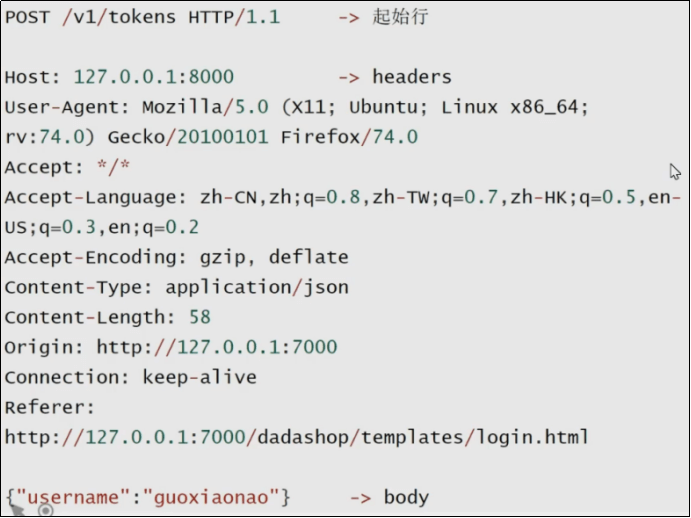 POST /v1/tokens HTTP/1.1     -> 起始行
Host: 127.0.0.1:8000         -> headers
User-Agent: Mozilla/5.0 (X11; Ubuntu; Linux x86_64;
rv:74.0) Gecko/20100101 Firefox/74.0
Accept: */*
Accept-Language: zh-CN,zh;q=0.8,zh-TW;q=0.7,zh-HK;q=0.5,en-
US;q=0.3,en;q=0.2
Accept-Encoding: gzip, deflate
Content-Type: application/json
Content-Length: 58
Origin: http://127.0.0.1:7000
Connection: keep-alive
Referer:
http://127.0.0.1:7000/dadashop/templates/login.html
{"username":"guoxiaonao"}     -> body